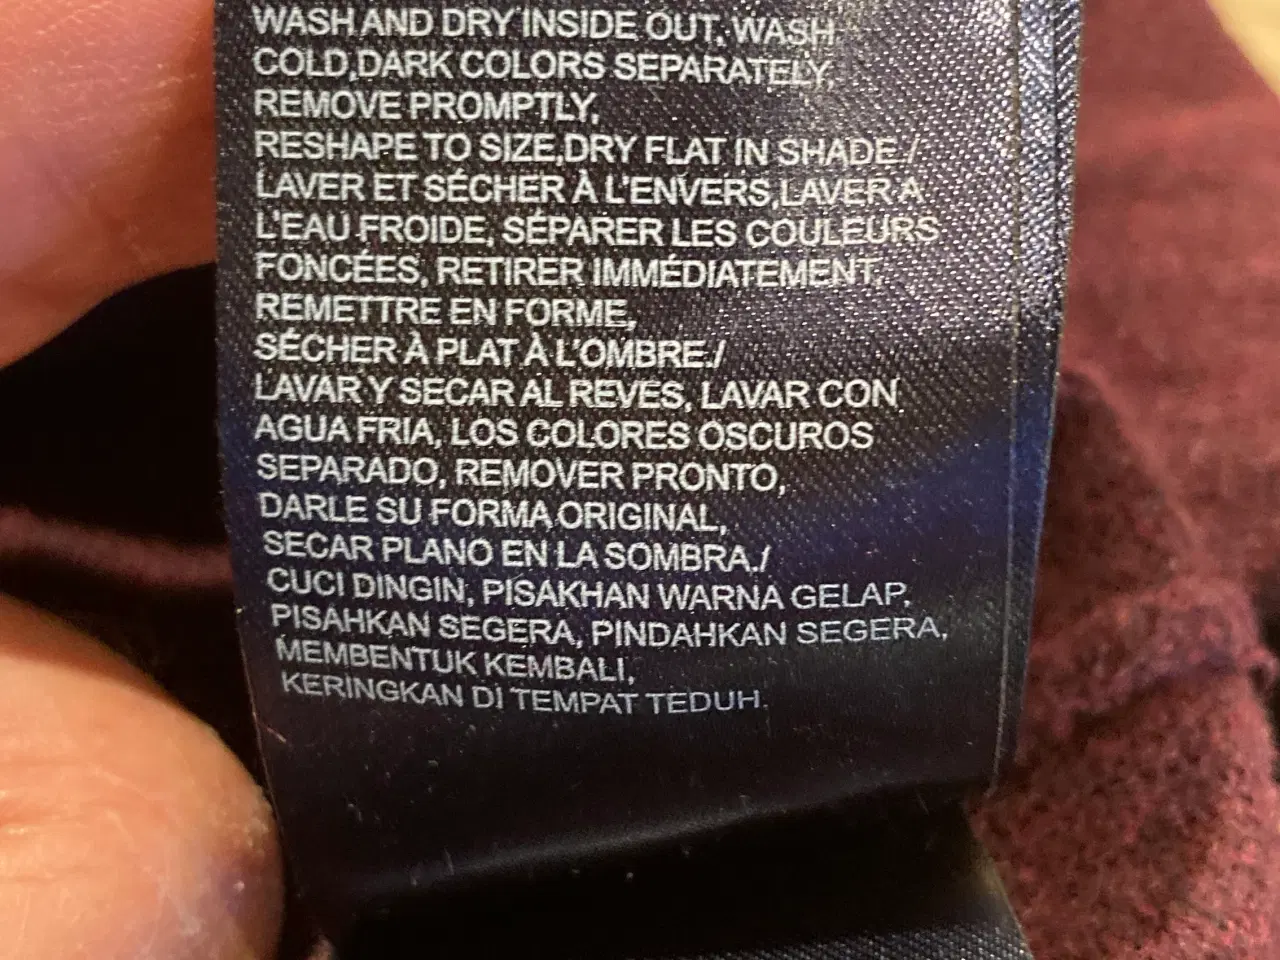 WASH AND DRY INSIDE OUT, WASH
COLD,DARK COLORS SEPARATELY,
REMOVE PROMPTLY,
RESHAPE TO SIZE,DRY FLAT IN SHADE./
LAVER ET SÉCHER À L'ENVERS,LAVER A
L'EAU FROIDE, SÉPARER LES COULEURS
FONCÉES, RETIRER IMMÉDIATEMENT,
REMETTRE EN FORME,
SÉCHER À PLAT À L'OMBRE./
LAVAR Y SECAR AL REVES, LAVAR CON
AGUA FRIA, LOS COLORES OSCUROS
SEPARADO, REMOVER PRONTO,
DARLE SU FORMA ORIGINAL,
SECAR PLANO EN LA SOMBRA./
CUCI DINGIN, PISAKHAN WARNA GELAP,
PISAHKAN SEGERA, PINDAHKAN SEGERA,
MEMBENTUK KEMBALI,
KERINGKAN DI TEMPAT TEDUH.